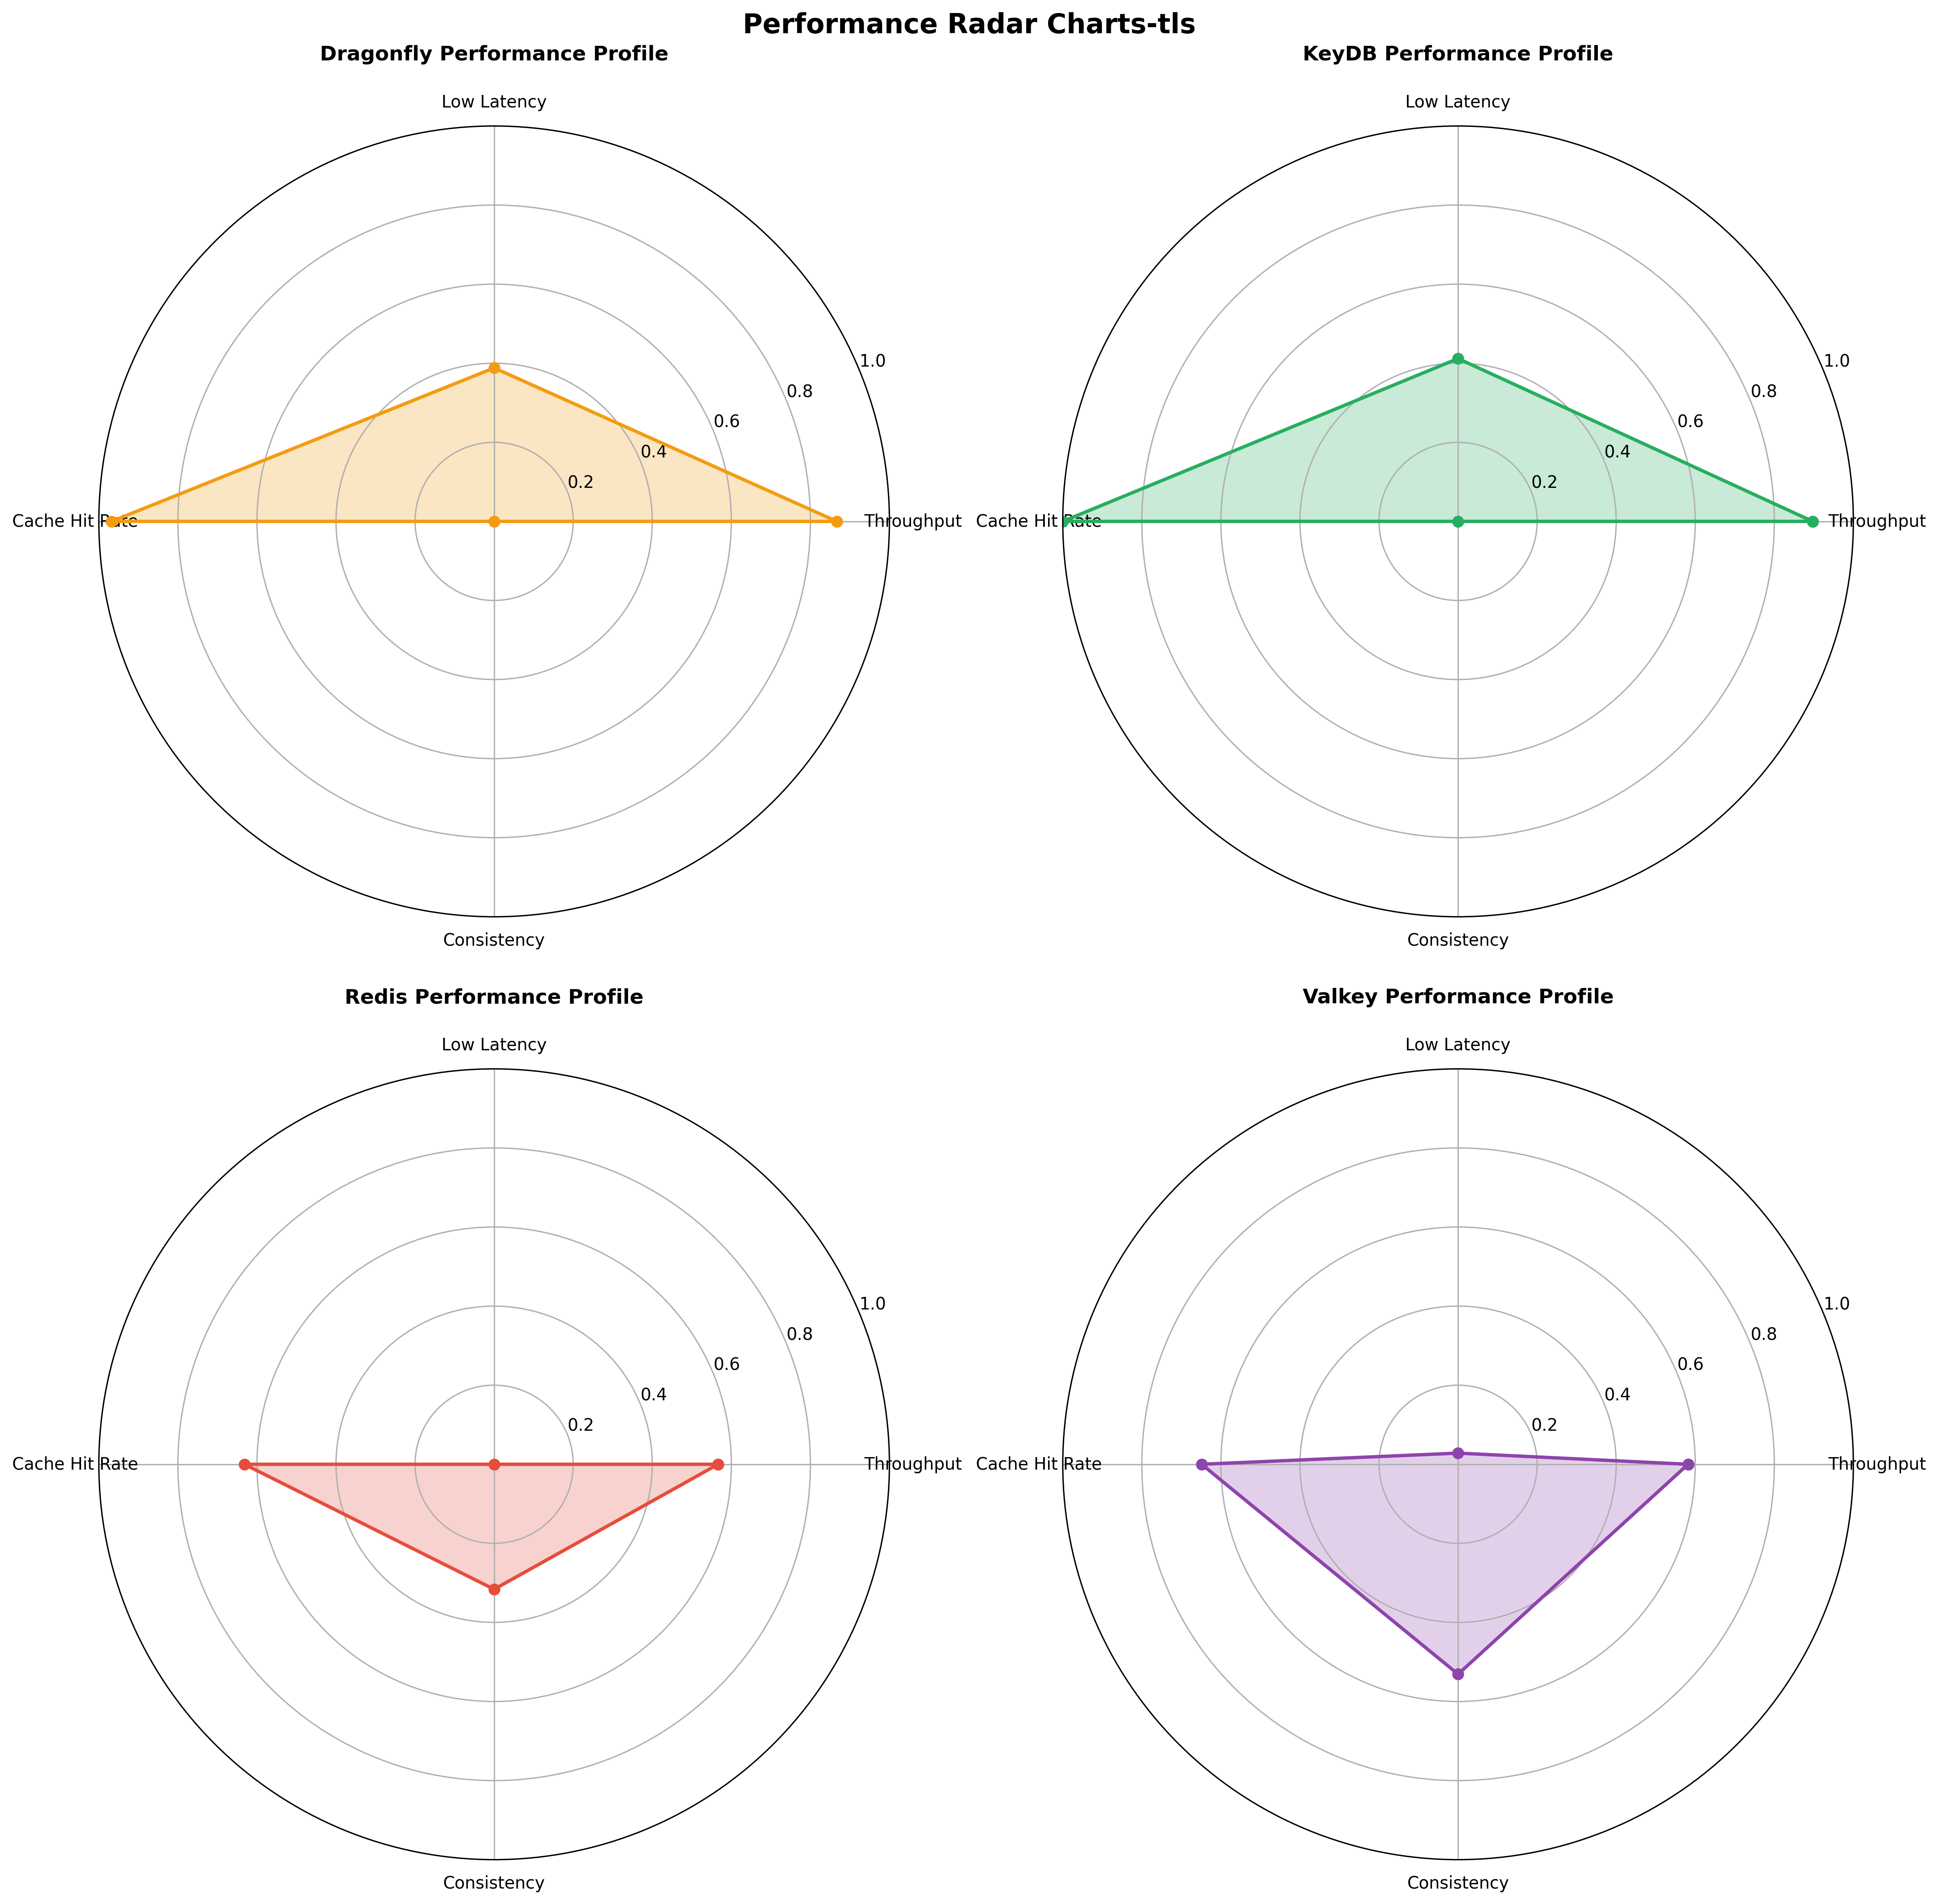 Performance Radar Charts-tls
Dragonfly Performance Profile
Low Latency
1.0
0.8
0.6
0.4
0.2
Cache Hit Rate
Throughput
Consistency
KeyDB Performance Profile
Low Latency
1.0
0.8
0.6
0.4
0.2
Cache Hit Rate
Throughput
Consistency
Redis Performance Profile
Low Latency
1.0
0.8
0.6
0.4
0.2
Cache Hit Rate
Throughput
Consistency
Valkey Performance Profile
Low Latency
1.0
0.8
0.6
0.4
0.2
Cache Hit Rate
Throughput
Consistency